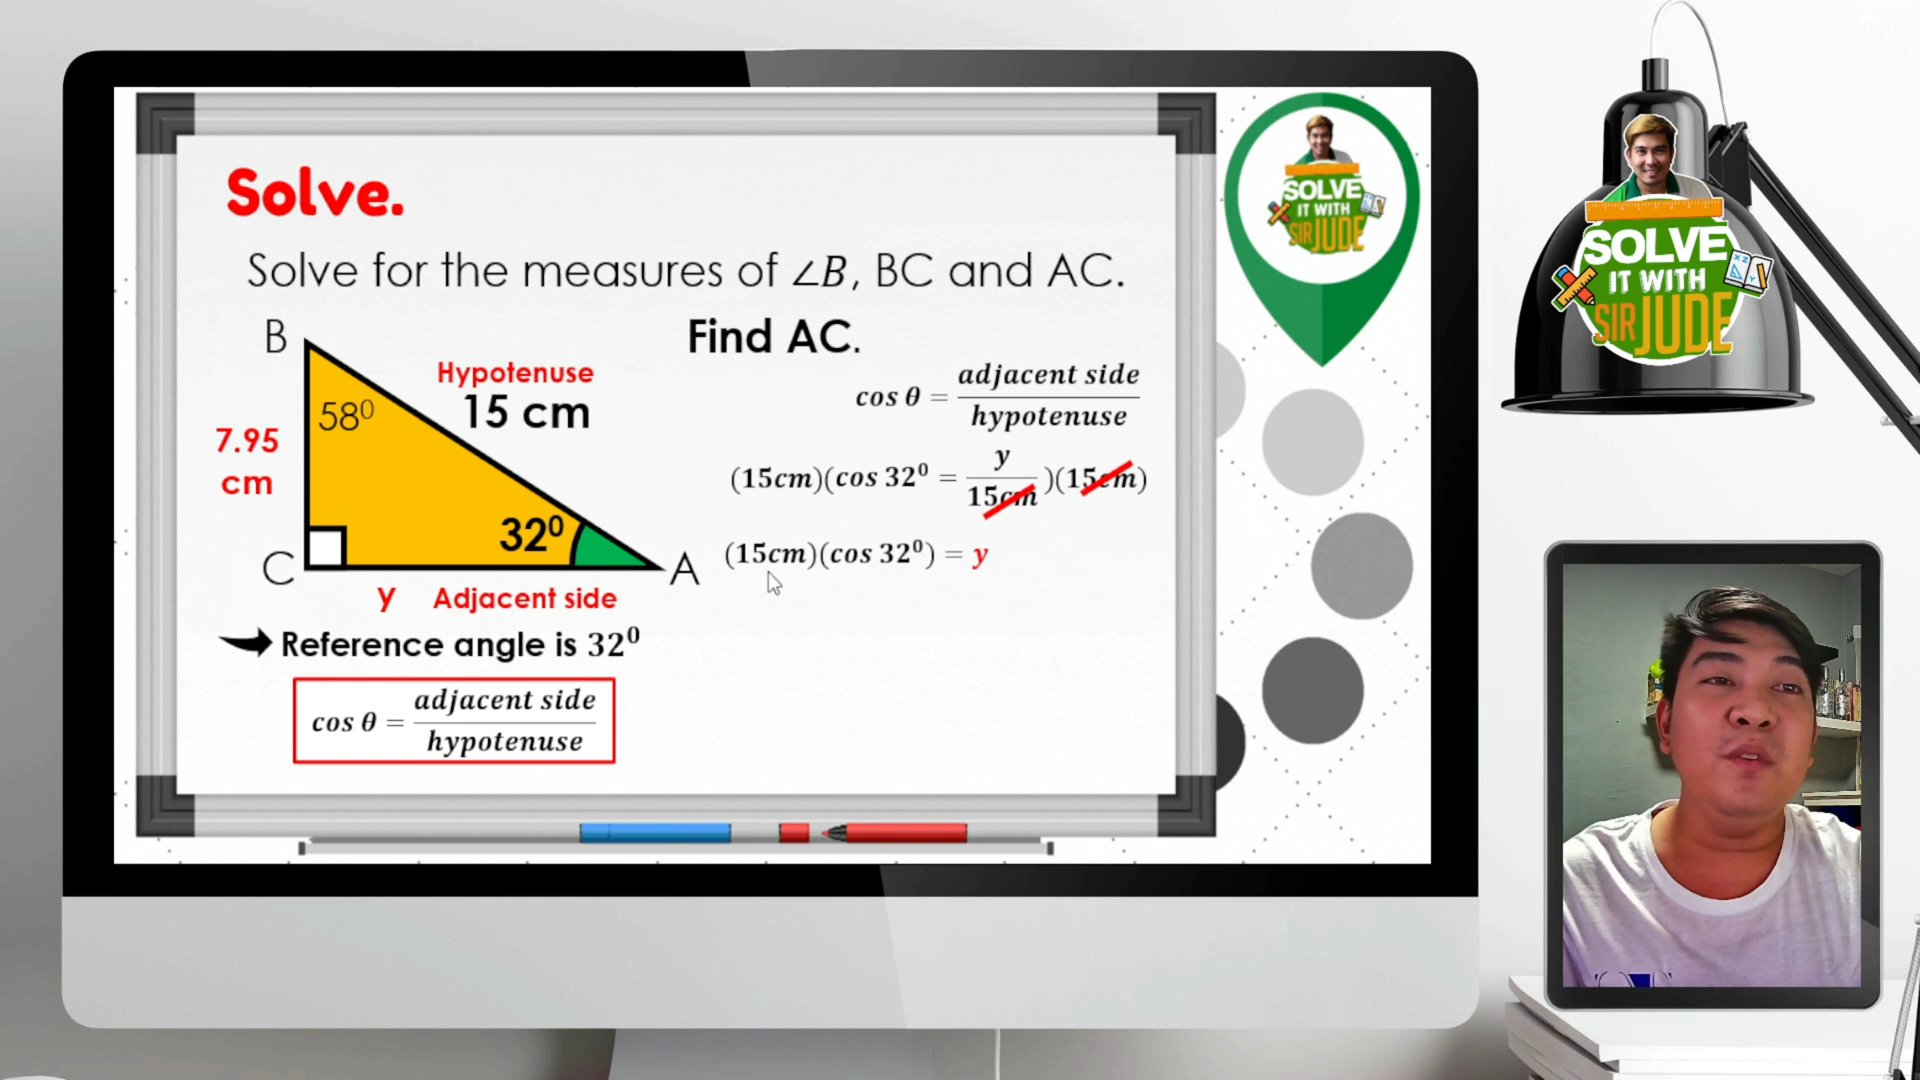 Solve.
Solve for the measures of ∠B, BC and AC.
B
Hypotenuse
15 cm
58⁰
7.95
cm
32⁰
C
A
y
Adjacent side
Reference angle is 32⁰
cos θ = adjacent side / hypotenuse
Find AC.
cos θ = adjacent side / hypotenuse
(15cm)(cos 32⁰ = y / 15cm )(15cm)
(15cm)(cos 32⁰) = y
SOLVE
IT WITH
SIR JUDE
SOLVE
IT WITH
SIR JUDE